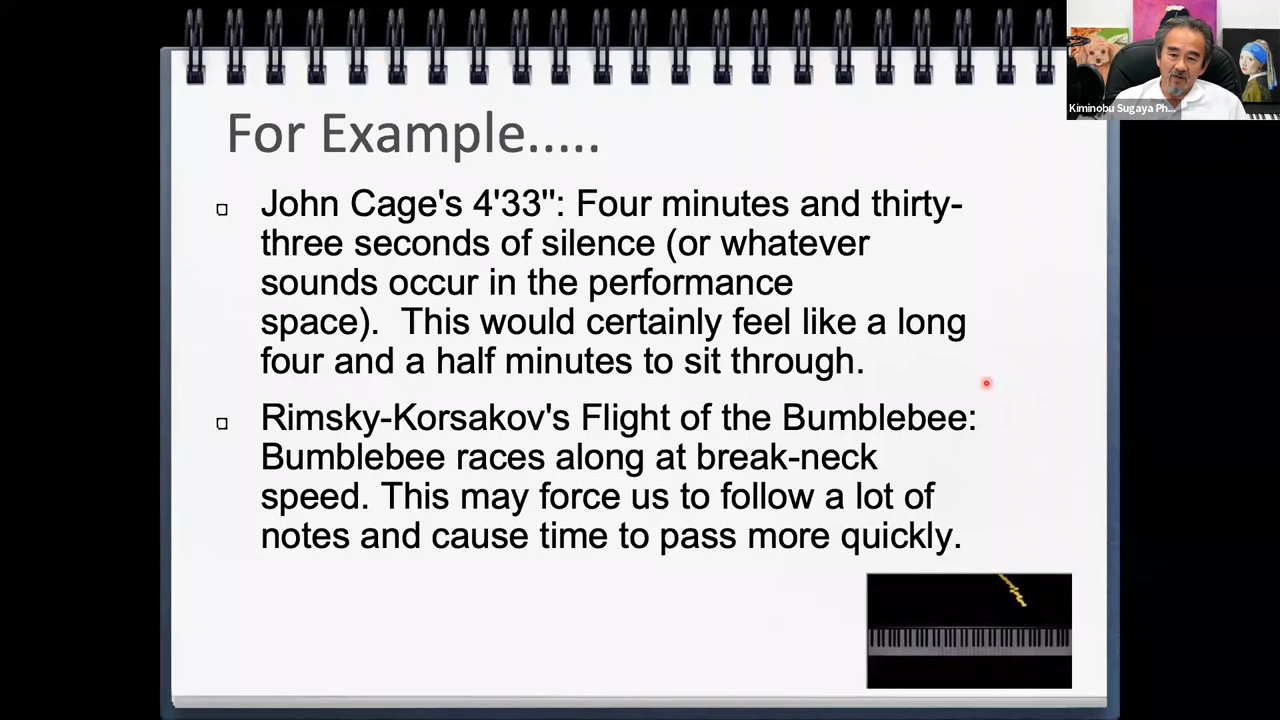 For Example.....
John Cage's 4'33": Four minutes and thirty-
three seconds of silence (or whatever
sounds occur in the performance
space).  This would certainly feel like a long
four and a half minutes to sit through.
Rimsky-Korsakov's Flight of the Bumblebee:
Bumblebee races along at break-neck
speed. This may force us to follow a lot of
notes and cause time to pass more quickly.
Kiminobu Sugaya Ph...